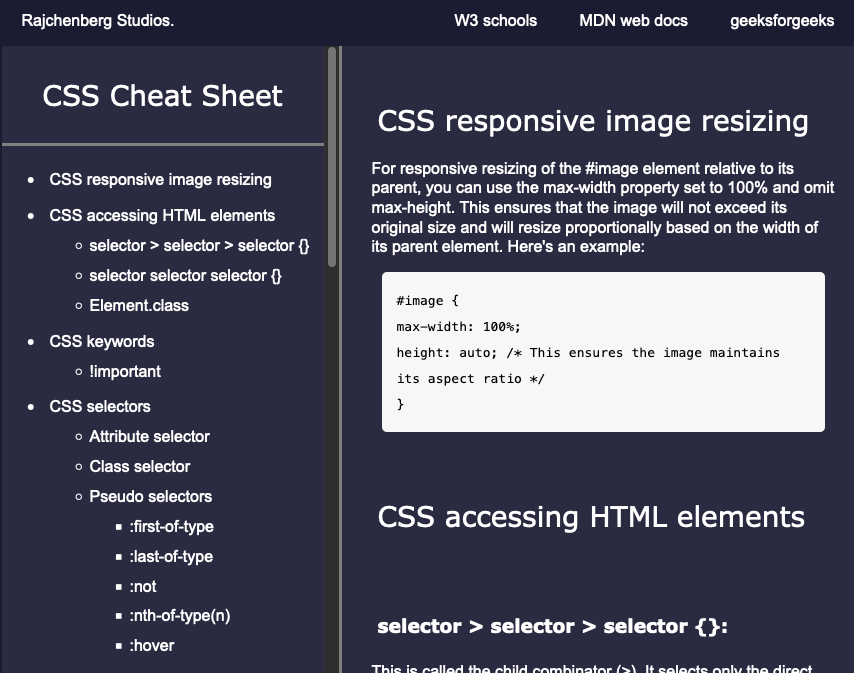 Rajchenberg Studios.
W3 schools
MDN web docs
geeksforgeeks
CSS Cheat Sheet
CSS responsive image resizing
CSS accessing HTML elements
selector > selector > selector {}
selector selector selector {}
Element.class
CSS keywords
!important
CSS selectors
Attribute selector
Class selector
Pseudo selectors
:first-of-type
:last-of-type
:not
:nth-of-type(n)
:hover
CSS responsive image resizing
For responsive resizing of the #image element relative to its
parent, you can use the max-width property set to 100% and omit
max-height. This ensures that the image will not exceed its
original size and will resize proportionally based on the width of
its parent element. Here's an example:
#image {
max-width: 100%;
height: auto; /* This ensures the image maintains
its aspect ratio */
}
CSS accessing HTML elements
selector > selector > selector {}:
This is called the child combinator (>). It selects only the direct